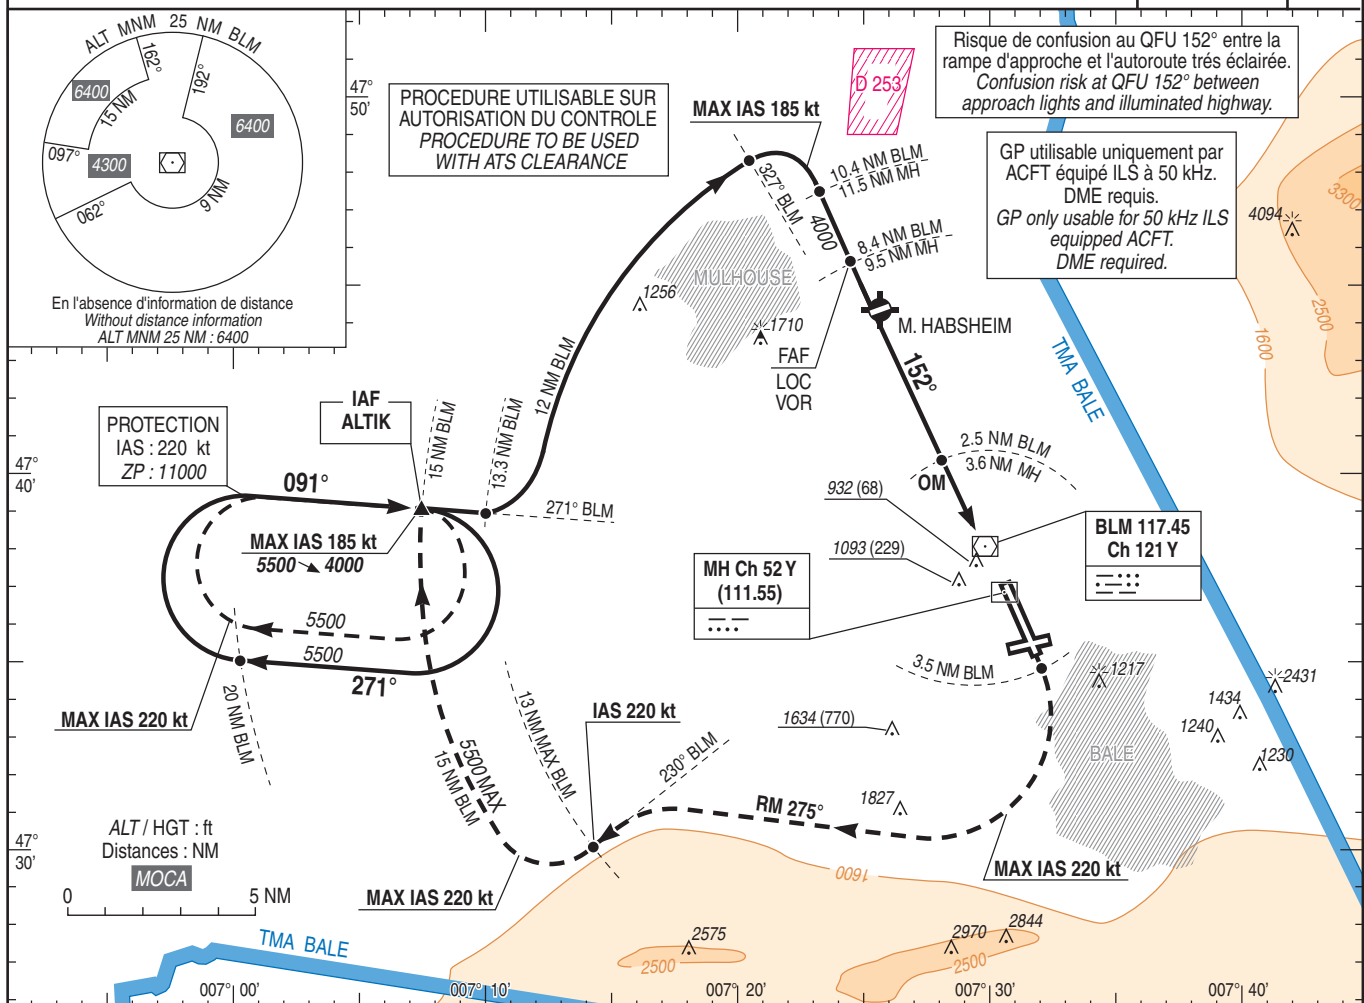 ALT MNM 25 NM BLM
162°
192°
6400
15 NM
6400
097°
4300
062°
9 NM
En l'absence d'information de distance
Without distance information
ALT MNM 25 NM : 6400
47°
50'
PROCEDURE UTILISABLE SUR
AUTORISATION DU CONTROLE
PROCEDURE TO BE USED
WITH ATS CLEARANCE
MAX IAS 185 kt
D 253
Risque de confusion au QFU 152° entre la
rampe d'approche et l'autoroute trés éclairée.
Confusion risk at QFU 152° between
approach lights and illuminated highway.
GP utilisable uniquement par
ACFT équipé ILS à 50 kHz.
DME requis.
GP only usable for 50 kHz ILS
equipped ACFT.
DME required.
3300
4094
2500
1600
327° BLM
10.4 NM BLM
11.5 NM MH
4000
8.4 NM BLM
9.5 NM MH
MULHOUSE
1256
1710
M. HABSHEIM
FAF
LOC
VOR
152°
TMA BALE
12 NM BLM
PROTECTION
IAS : 220 kt
ZP : 11000
IAF
ALTIK
15 NM BLM
13.3 NM BLM
271° BLM
47°
40'
091°
MAX IAS 185 kt
5500 4000
2.5 NM BLM
3.6 NM MH
OM
932 (68)
1093 (229)
BLM 117.45
Ch 121 Y
MH Ch 52 Y
(111.55)
5500
5500
271°
MAX IAS 220 kt
20 NM BLM
3.5 NM BLM
1217
2431
1434
1240
1230
BALE
IAS 220 kt
13 NM MAX BLM
1634 (770)
230° BLM
5500 MAX
15 NM BLM
1827
RM 275°
47°
30'
ALT / HGT : ft
Distances : NM
MOCA
0 5 NM
MAX IAS 220 kt
MAX IAS 220 kt
1600
TMA BALE
2575
2500
2970
2844
2500
007° 00'
007° 10'
007° 20'
007° 30'
007° 40'